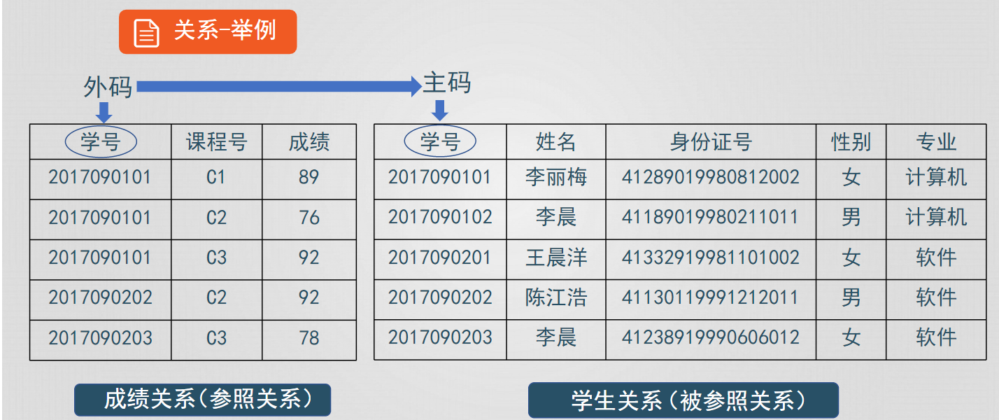 关系-举例
外码 主码
学号 课程号 成绩
2017090101 C1 89
2017090101 C2 76
2017090101 C3 92
2017090202 C2 92
2017090203 C3 78
成绩关系(参照关系)
学号 姓名 身份证号 性别 专业
2017090101 李丽梅 41289019980812002 女 计算机
2017090102 李晨 41189019980211011 男 计算机
2017090201 王晨洋 41332919981101002 女 软件
2017090202 陈江浩 41130119991212011 男 软件
2017090203 李晨 41238919990606012 女 软件
学生关系(被参照关系)